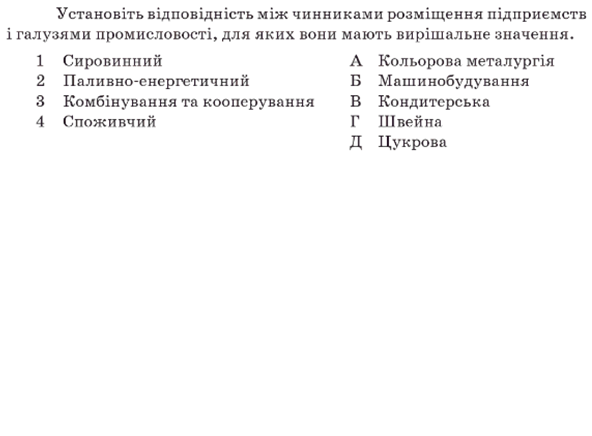 Установіть відповідність між чинниками розміщення підприємств
і галузями промисловості, для яких вони мають вирішальне значення.
1 Сировинний А Кольорова металургія
2 Паливно-енергетичний Б Машинобудування
3 Комбінування та кооперування В Кондитерська
4 Споживчий Г Швейна
Д Цукрова